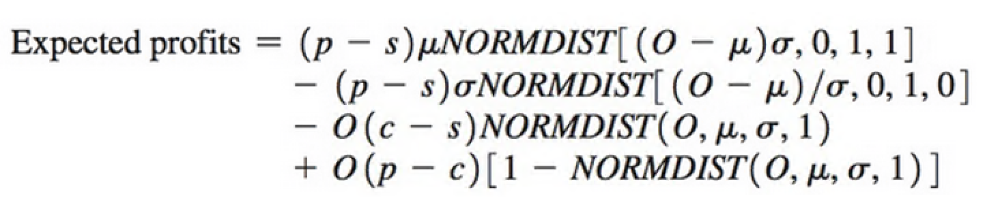 Expected profits = (p − s)μNORMDIST[(O − μ)σ, 0, 1, 1]
− (p − s)σNORMDIST[(O − μ)/σ, 0, 1, 0]
− O(c − s)NORMDIST(O, μ, σ, 1)
+ O(p − c)[1 − NORMDIST(O, μ, σ, 1)]